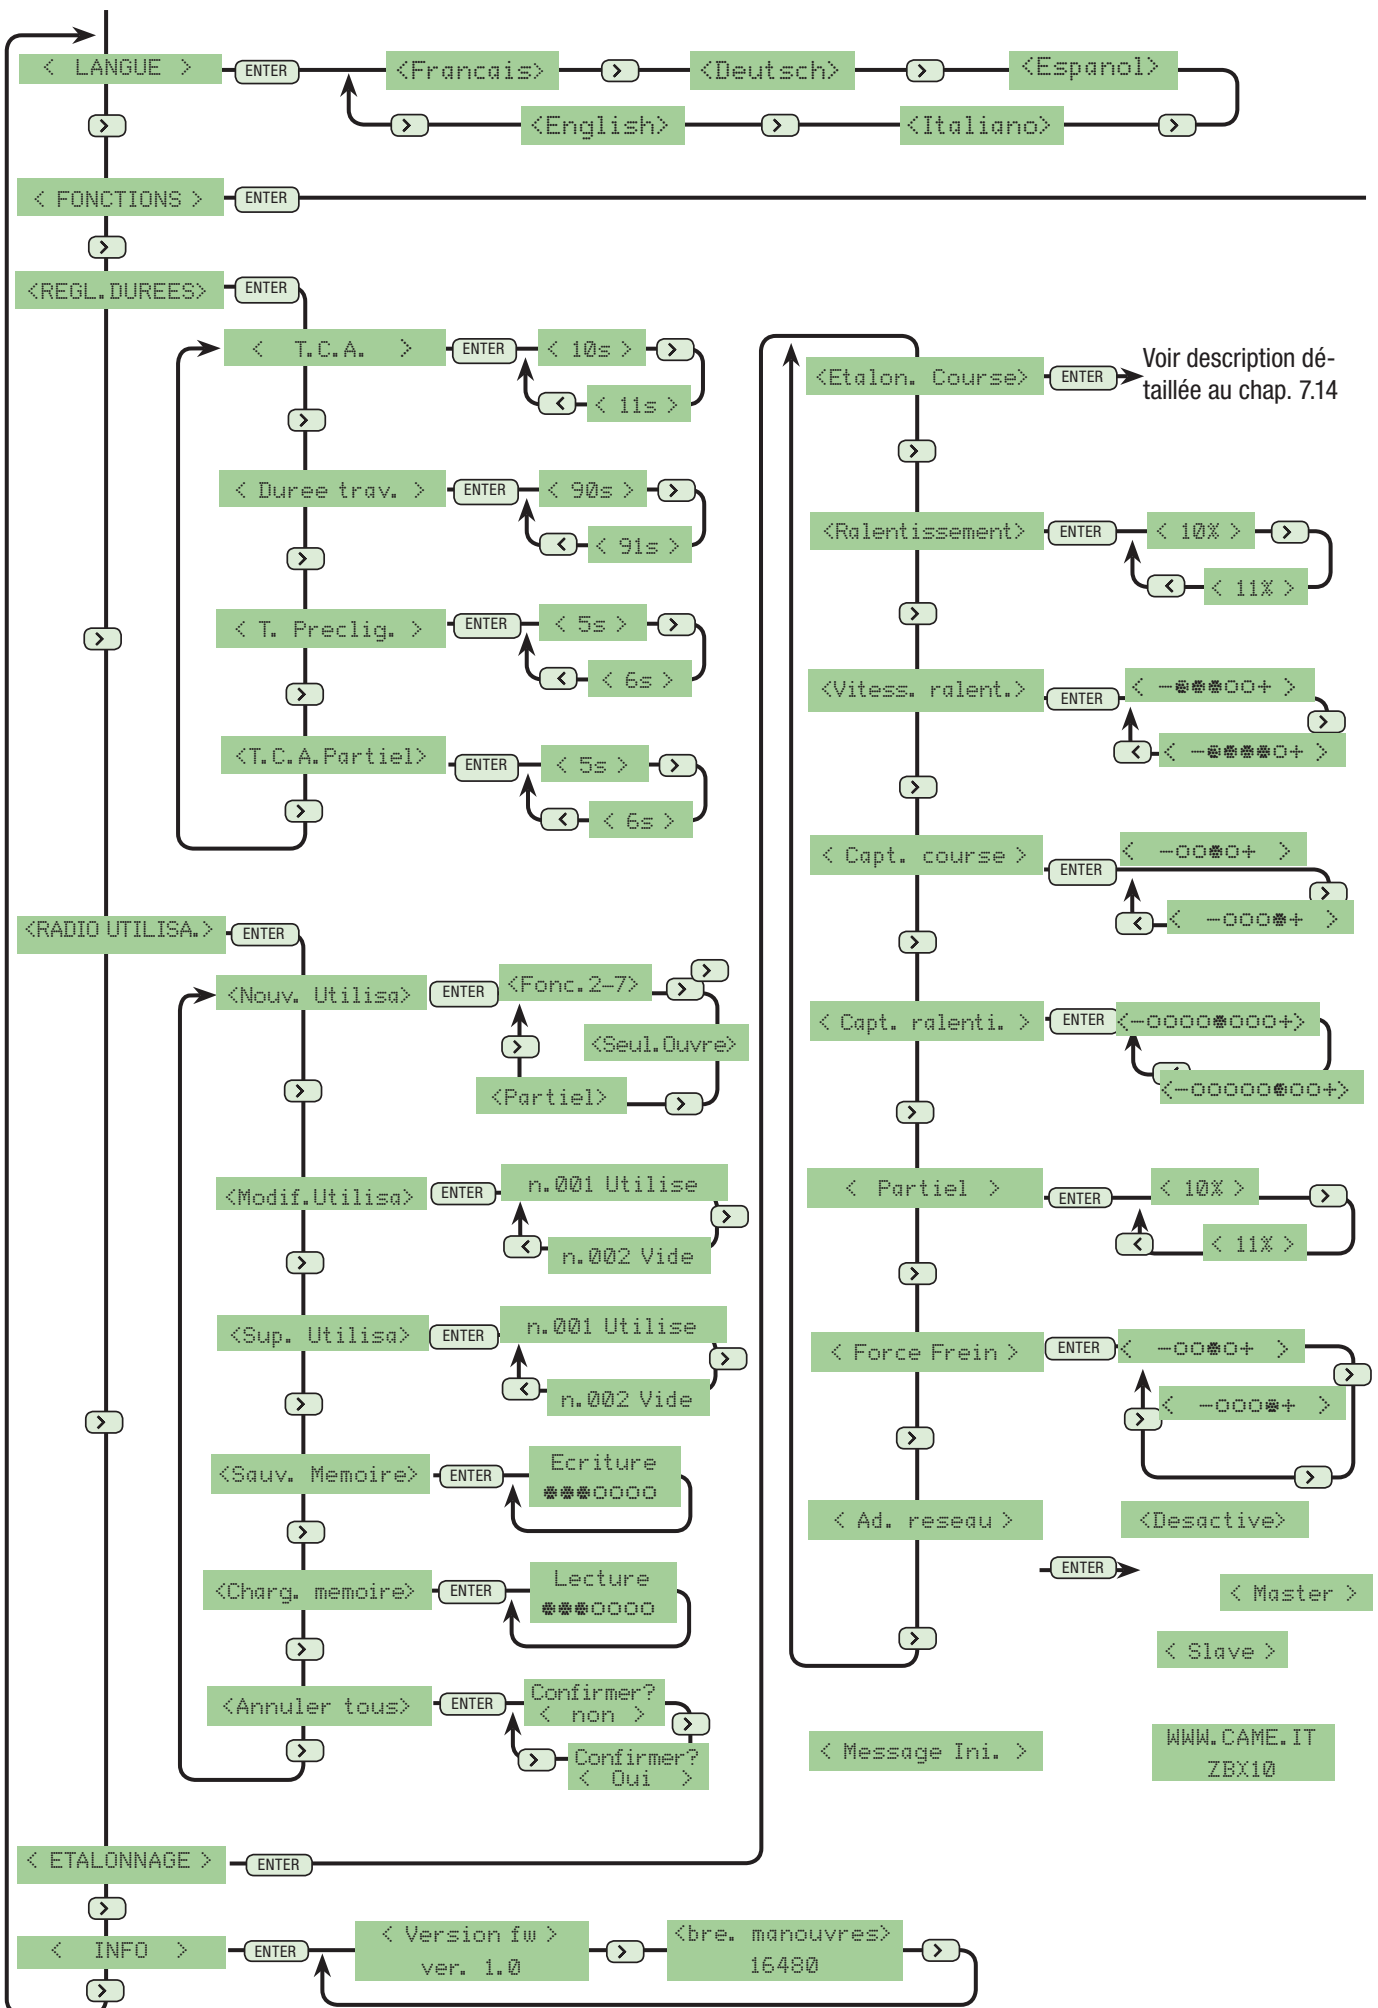 < LANGUE >
ENTER
<Francais>
>
<Deutsch>
>
<Espanol>
>
>
<English>
>
<Italiano>
>
< FONCTIONS >
ENTER
>
<REGL.DUREES>
ENTER
< T.C.A. >
ENTER
< 10s >
>
<
< 11s >
>
< Duree trav. >
ENTER
< 90s >
>
<
< 91s >
>
< T. Preclig. >
ENTER
< 5s >
>
<
< 6s >
>
<T.C.A.Partiel>
ENTER
< 5s >
>
<
< 6s >
>
>
<RADIO UTILISA.>
ENTER
<Nouv. Utilisa>
ENTER
<Fonc.2-7>
>
>
>
<Seul.Ouvre>
<Partiel>
>
>
<Modif.Utilisa>
ENTER
n.001 Utilise
>
<
n.002 Vide
>
<Sup. Utilisa>
ENTER
n.001 Utilise
>
<
n.002 Vide
>
>
<Sauv. Memoire>
ENTER
Ecriture
●●●○○○○
>
<Charg. memoire>
ENTER
Lecture
●●●○○○○
>
<Annuler tous>
ENTER
Confirmer?
< non >
>
>
Confirmer?
< Oui >
>
< ETALONNAGE >
ENTER
>
<Etalon. Course>
ENTER
Voir description dé-
taillée au chap. 7.14
>
<Ralentissement>
ENTER
< 10% >
>
<
< 11% >
>
<Vitess. ralent.>
ENTER
< -●●●○○+ >
>
<
< -●●●●○+ >
>
< Capt. course >
ENTER
< -○○●○+ >
>
<
< -○○○●+ >
>
< Capt. ralenti. >
ENTER
<-○○○○●○○○+>
<
<-○○○○○●○○+>
>
< Partiel >
ENTER
< 10% >
>
<
< 11% >
>
< Force Frein >
ENTER
< -○○●○+ >
>
>
< -○○○●+ >
>
>
< Ad. reseau >
<Desactive>
ENTER
< Master >
>
< Slave >
< Message Ini. >
WWW.CAME.IT
ZBX10
< INFO >
ENTER
< Version fw >
ver. 1.0
>
<bre. manouvres>
16480
>
>